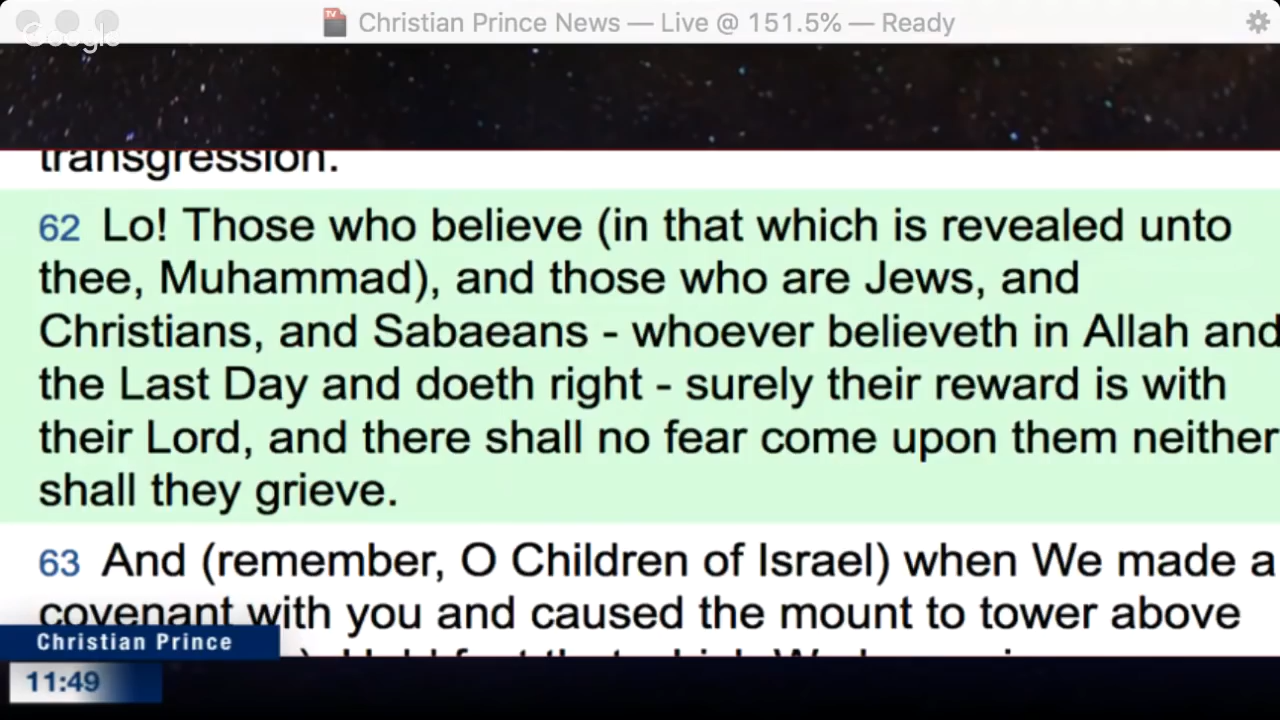 Christian Prince News — Live @ 151.5% — Ready
Google
transgression.
62 Lo! Those who believe (in that which is revealed unto
thee, Muhammad), and those who are Jews, and
Christians, and Sabaeans - whoever believeth in Allah and
the Last Day and doeth right - surely their reward is with
their Lord, and there shall no fear come upon them neither
shall they grieve.
63 And (remember, O Children of Israel) when We made a
covenant with you and caused the mount to tower above
Christian Prince
11:49